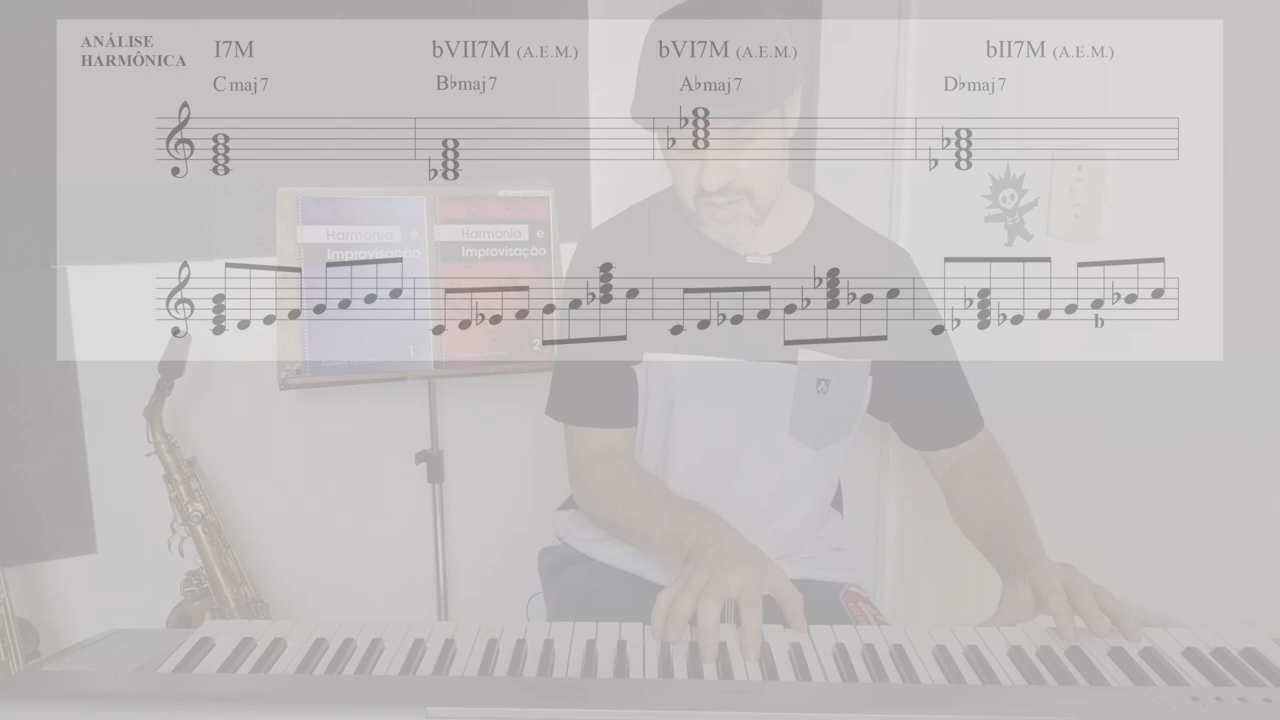 ANÁLISE
HARMÔNICA
I7M bVII7M (A.E.M.) bVI7M (A.E.M.) bII7M (A.E.M.)
Cmaj7 B♭maj7 A♭maj7 D♭maj7
Harmonia e
Improvisação
1
Harmonia e
Improvisação
2
b